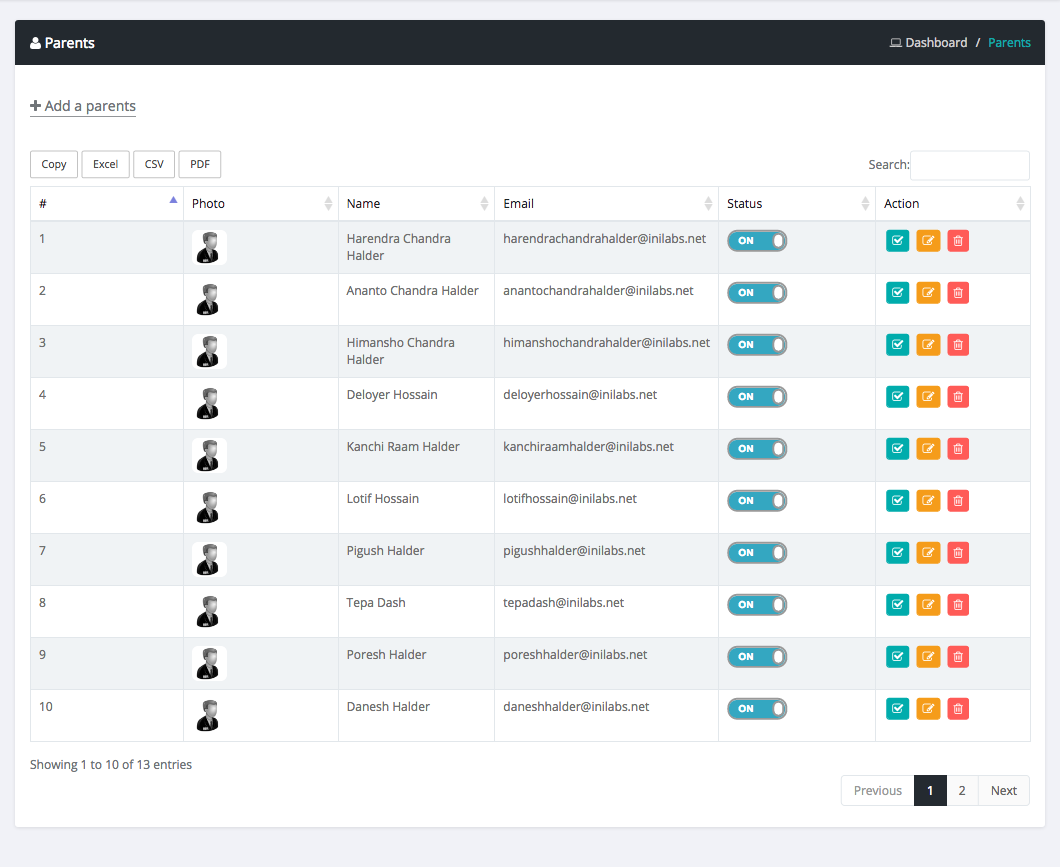 Parents
Dashboard / Parents
Add a parents
Copy Excel CSV PDF
Search:
# Photo Name Email Status Action
1 Harendra Chandra Halder harendrachandrahalder@inilabs.net ON
2 Ananto Chandra Halder anantochandrahalder@inilabs.net ON
3 Himansho Chandra Halder himanshochandrahalder@inilabs.net ON
4 Deloyer Hossain deloyerhossain@inilabs.net ON
5 Kanchi Raam Halder kanchiraamhalder@inilabs.net ON
6 Lotif Hossain lotifhossain@inilabs.net ON
7 Pigush Halder pigushhalder@inilabs.net ON
8 Tepa Dash tepadash@inilabs.net ON
9 Poresh Halder poreshhalder@inilabs.net ON
10 Danesh Halder daneshhalder@inilabs.net ON
Showing 1 to 10 of 13 entries
Previous 1 2 Next